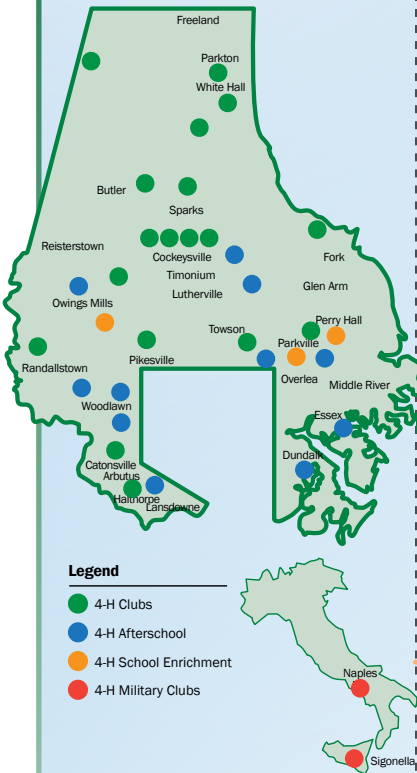 Freeland
Parkton
White Hall
Butler
Sparks
Reisterstown
Cockeysville
Fork
Timonium
Lutherville
Glen Arm
Owings Mills
Perry Hall
Towson
Parkville
Pikesville
Randallstown
Overlea
Middle River
Woodlawn
Essex
Dundalk
Catonsville
Arbutus
Halthorpe
Lansdowne
Legend
4-H Clubs
4-H Afterschool
4-H School Enrichment
4-H Military Clubs
Naples
Sigonella